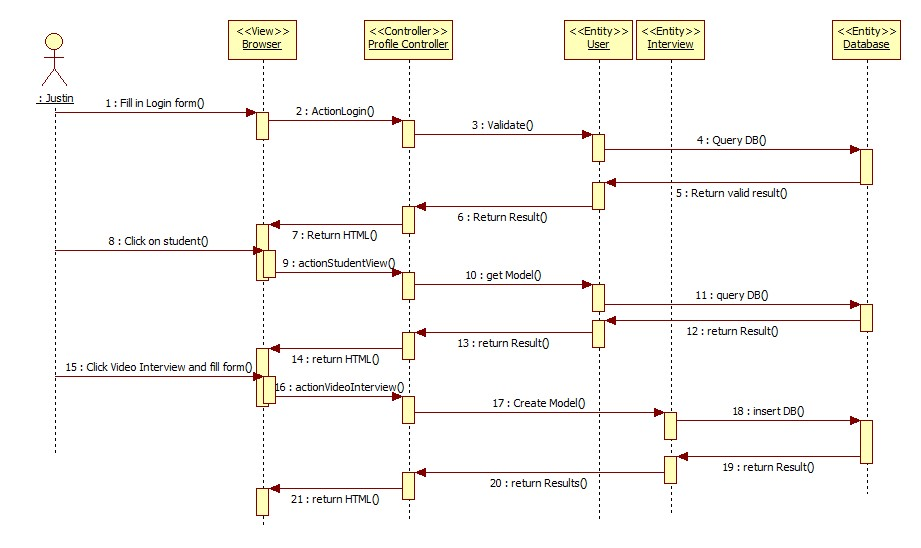 <<View>>
Browser
<<Controller>>
Profile Controller
<<Entity>>
User
<<Entity>>
Interview
<<Entity>>
Database
: Justin
1 : Fill in Login form()
2 : ActionLogin()
3 : Validate()
4 : Query DB()
5 : Return valid result()
6 : Return Result()
7 : Return HTML()
8 : Click on student()
9 : actionStudentView()
10 : get Model()
11 : query DB()
12 : return Result()
13 : return Result()
14 : return HTML()
15 : Click Video Interview and fill form()
16 : actionVideoInterview()
17 : Create Model()
18 : insert DB()
19 : return Result()
20 : return Results()
21 : return HTML()